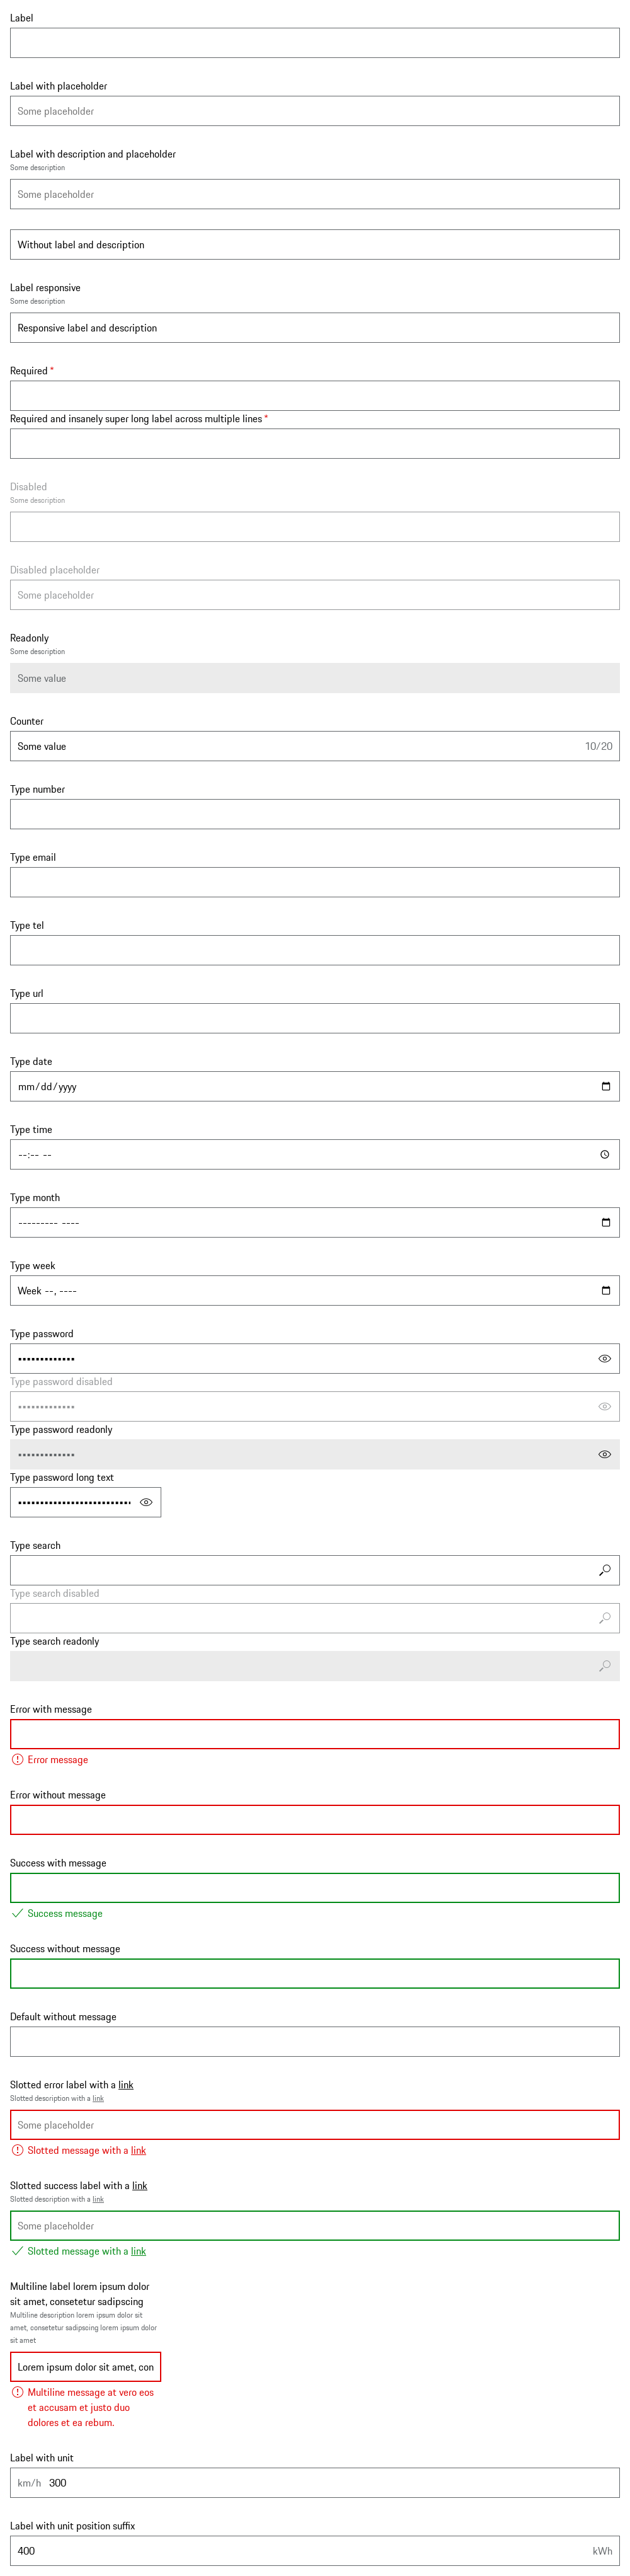 Label
Label with placeholder
Some placeholder
Label with description and placeholder
Some description
Some placeholder
Without label and description
Label responsive
Some description
Responsive label and description
Required *
Required and insanely super long label across multiple lines *
Disabled
Some description
Disabled placeholder
Some placeholder
Readonly
Some description
Some value
Counter
Some value 10/20
Type number
Type email
Type tel
Type url
Type date
mm/dd/yyyy
Type time
--:-- --
Type month
--------- ----
Type week
Week --, ----
Type password
•••••••••••••
Type password disabled
•••••••••••••
Type password readonly
•••••••••••••
Type password long text
••••••••••••••••••••••••••
Type search
Type search disabled
Type search readonly
Error with message
Error message
Error without message
Success with message
Success message
Success without message
Default without message
Slotted error label with a link
Slotted description with a link
Some placeholder
Slotted message with a link
Slotted success label with a link
Slotted description with a link
Some placeholder
Slotted message with a link
Multiline label lorem ipsum dolor
sit amet, consetetur sadipscing
Multiline description lorem ipsum dolor sit
amet, consetetur sadipscing lorem ipsum dolor
sit amet
Lorem ipsum dolor sit amet, con
Multiline message at vero eos
et accusam et justo duo
dolores et ea rebum.
Label with unit
km/h 300
Label with unit position suffix
400 kWh